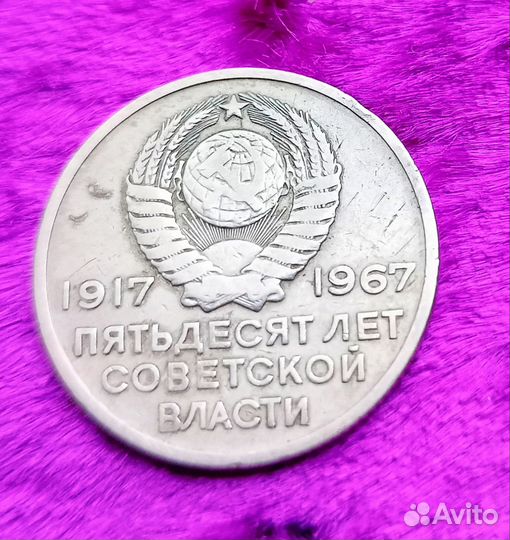 1917 1967
ПЯТЬДЕСЯТ ЛЕТ
СОВЕТСКОЙ
ВЛАСТИ
Avito